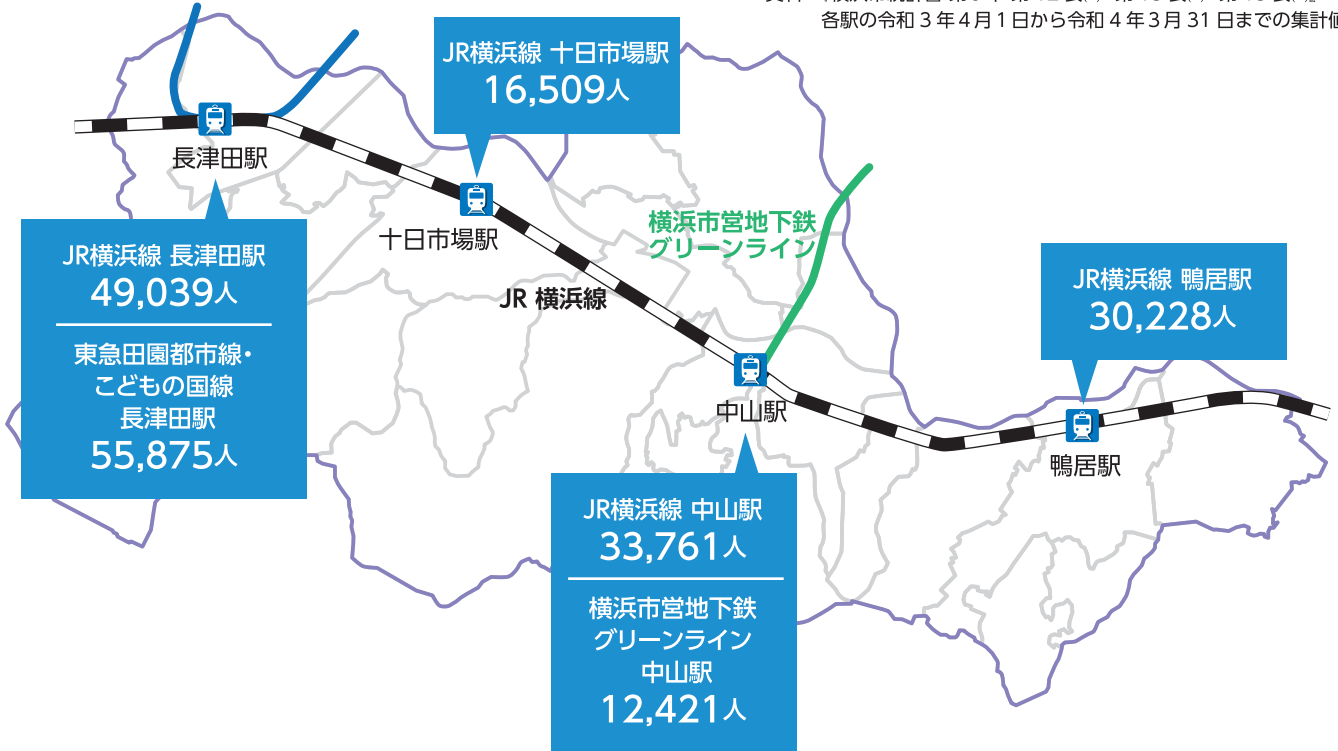 各駅の令和3年4月1日から令和4年3月31日までの集計値
JR横浜線 十日市場駅
16,509人
長津田駅
JR横浜線 長津田駅
49,039人
東急田園都市線・
こどもの国線
長津田駅
55,875人
十日市場駅
JR 横浜線
横浜市営地下鉄
グリーンライン
JR横浜線 鴨居駅
30,228人
中山駅
鴨居駅
JR横浜線 中山駅
33,761人
横浜市営地下鉄
グリーンライン
中山駅
12,421人